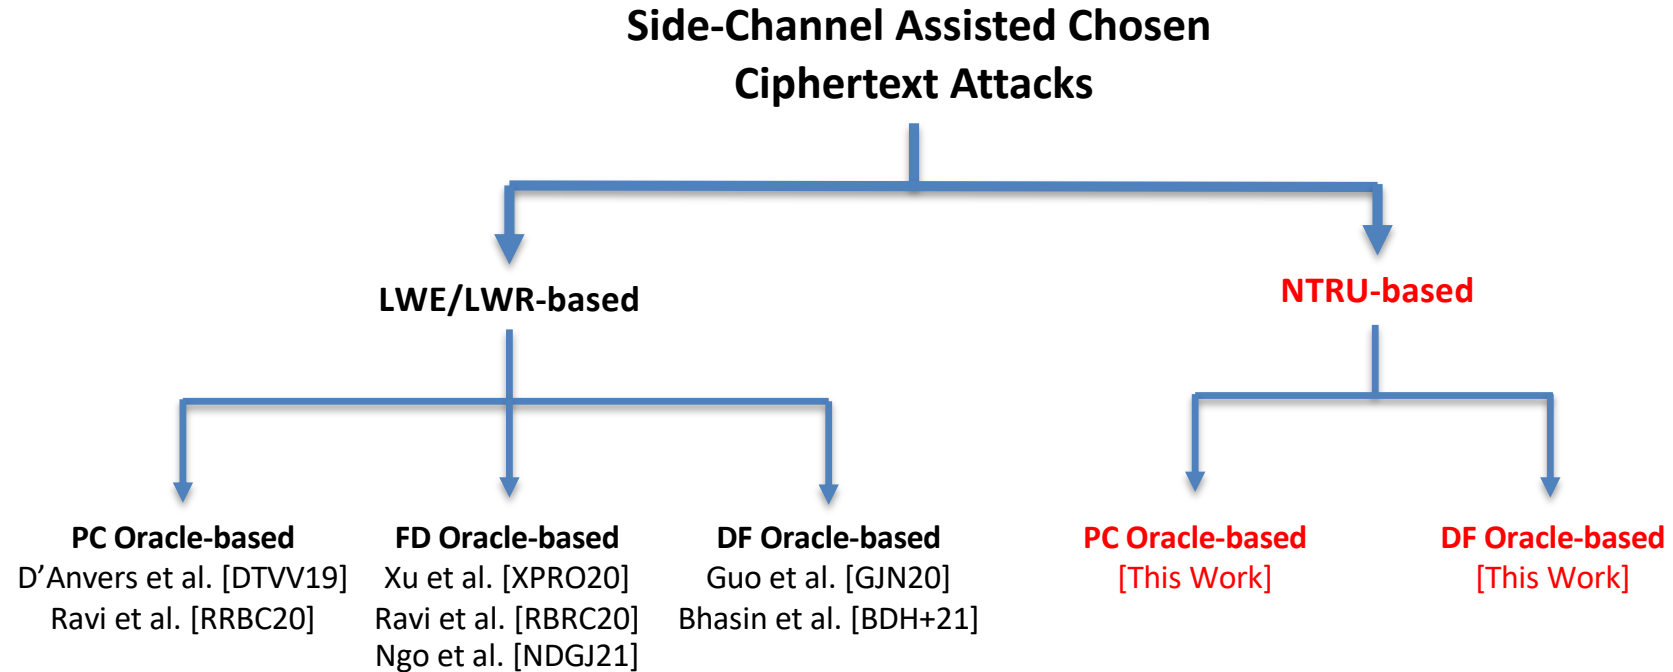 Side-Channel Assisted Chosen
Ciphertext Attacks
LWE/LWR-based
NTRU-based
PC Oracle-based
D’Anvers et al. [DTVV19]
Ravi et al. [RRBC20]
FD Oracle-based
Xu et al. [XPRO20]
Ravi et al. [RBRC20]
Ngo et al. [NDGJ21]
DF Oracle-based
Guo et al. [GJN20]
Bhasin et al. [BDH+21]
PC Oracle-based
[This Work]
DF Oracle-based
[This Work]